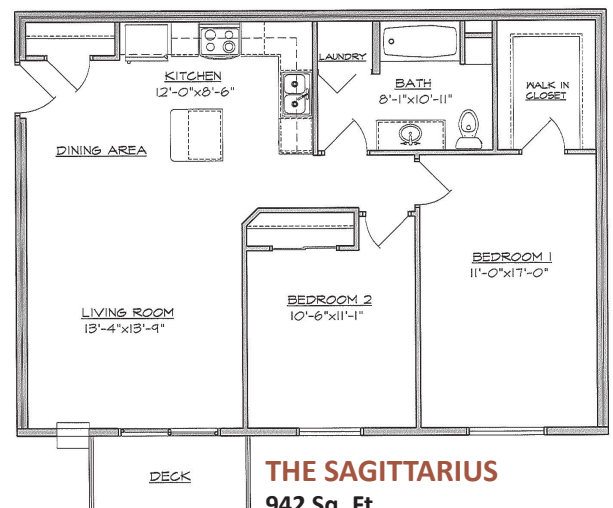 KITCHEN
12'-0"x8'-6"
LAUNDRY
BATH
8'-1"x10'-11"
WALK IN
CLOSET
DINING AREA
BEDROOM 1
11'-0"x17'-0"
BEDROOM 2
10'-6"x11'-1"
LIVING ROOM
13'-4"x13'-9"
DECK
THE SAGITTARIUS
942 Sq. Ft.